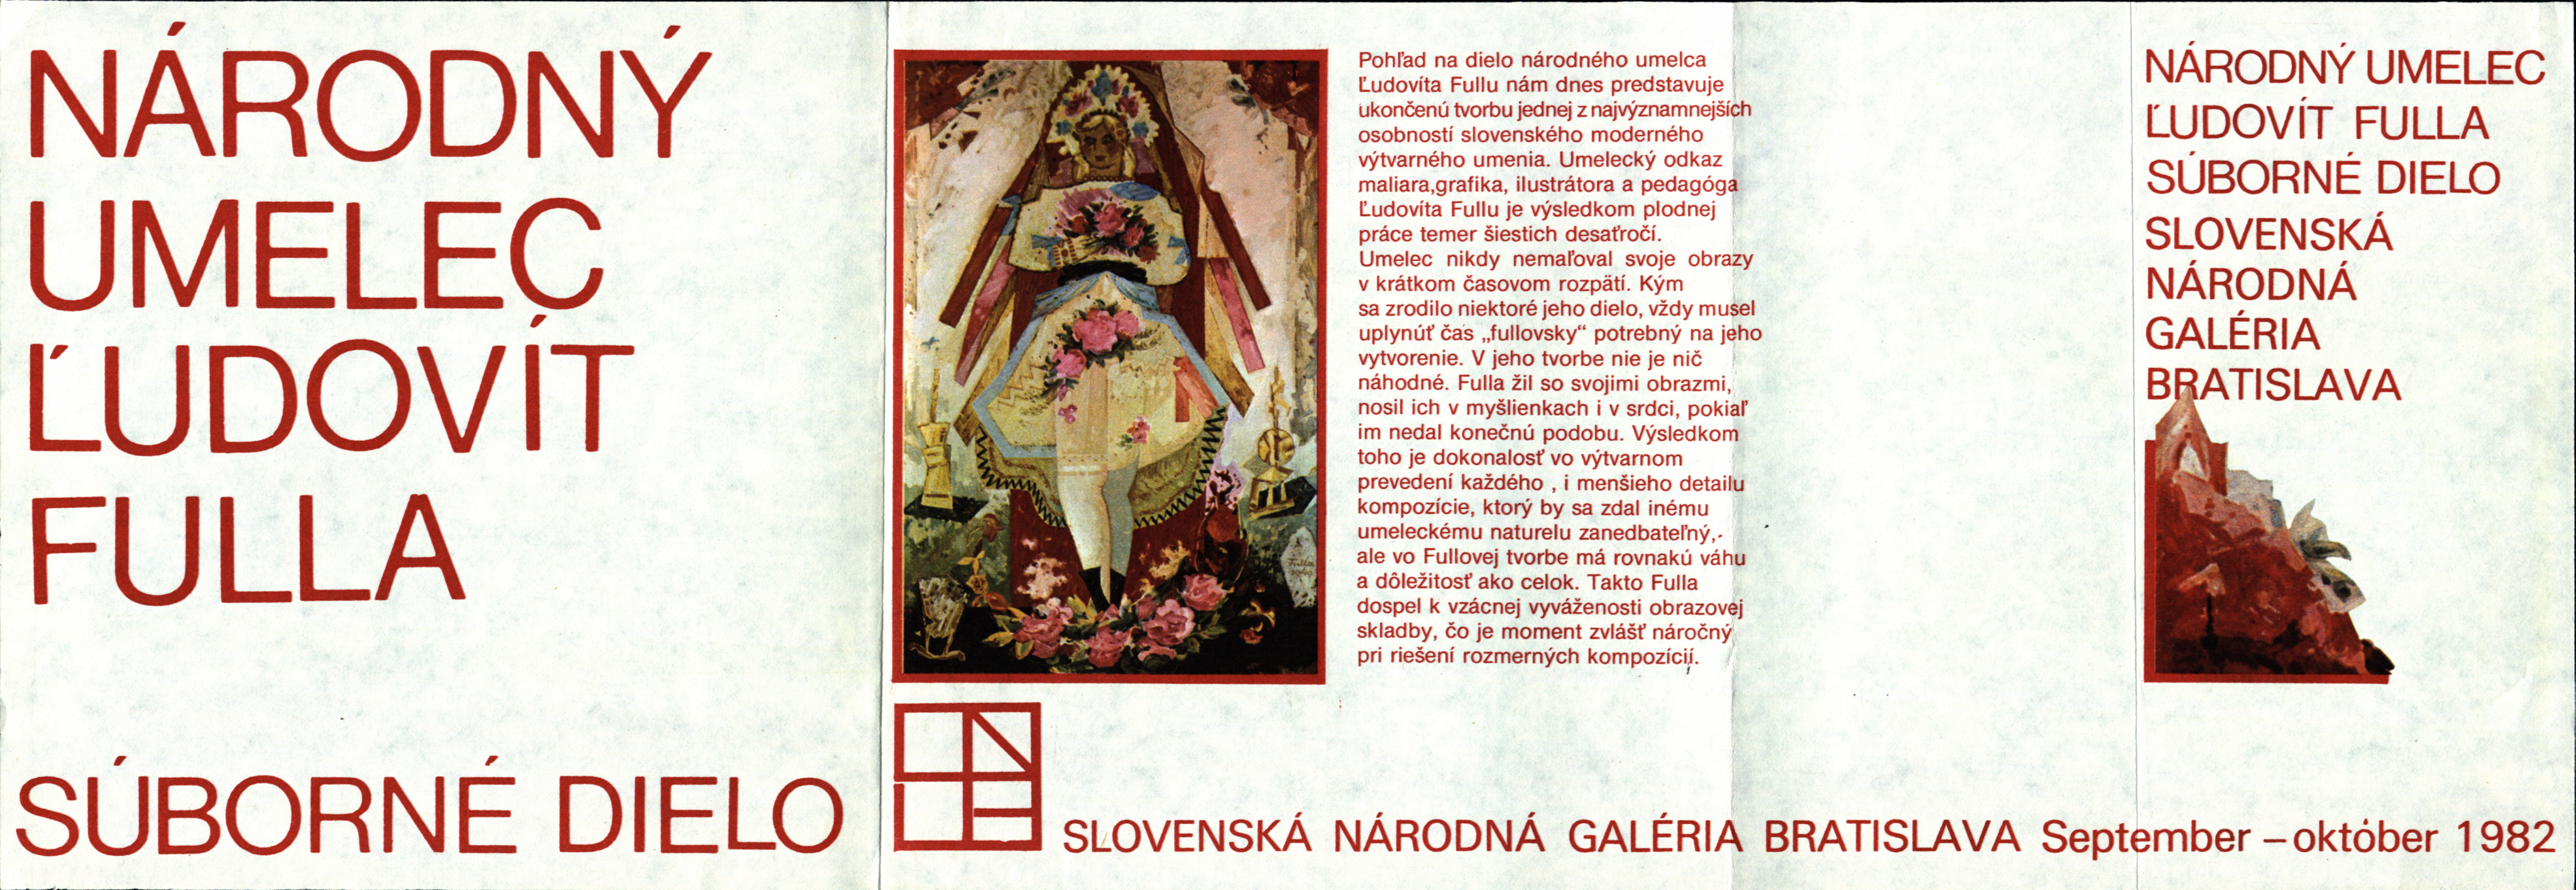 NÁRODNÝ
UMELEC
ĽUDOVÍT
FULLA
SÚBORNÉ DIELO
Pohľad na dielo národného umelca
Ľudovíta Fullu nám dnes predstavuje
ukončenú tvorbu jednej z najvýznamnejších
osobností slovenského moderného
výtvarného umenia. Umelecký odkaz
maliara,grafika, ilustrátora a pedagóga
Ľudovíta Fullu je výsledkom plodnej
práce temer šiestich desaťročí.
Umelec nikdy nemaľoval svoje obrazy
v krátkom časovom rozpätí. Kým
sa zrodilo niektoré jeho dielo, vždy musel
uplynúť čas „fullovsky“ potrebný na jeho
vytvorenie. V jeho tvorbe nie je nič
náhodné. Fulla žil so svojimi obrazmi,
nosil ich v myšlienkach i v srdci, pokiaľ
im nedal konečnú podobu. Výsledkom
toho je dokonalosť vo výtvarnom
prevedení každého , i menšieho detailu
kompozície, ktorý by sa zdal inému
umeleckému naturelu zanedbateľný,
ale vo Fullovej tvorbe má rovnakú váhu
a dôležitosť ako celok. Takto Fulla
dospel k vzácnej vyváženosti obrazovej
skladby, čo je moment zvlášť náročný
pri riešení rozmerných kompozícií.
Fulla
SLOVENSKÁ NÁRODNÁ GALÉRIA BRATISLAVA September – október 1982
NÁRODNÝ UMELEC
ĽUDOVÍT FULLA
SÚBORNÉ DIELO
SLOVENSKÁ
NÁRODNÁ
GALÉRIA
BRATISLAVA